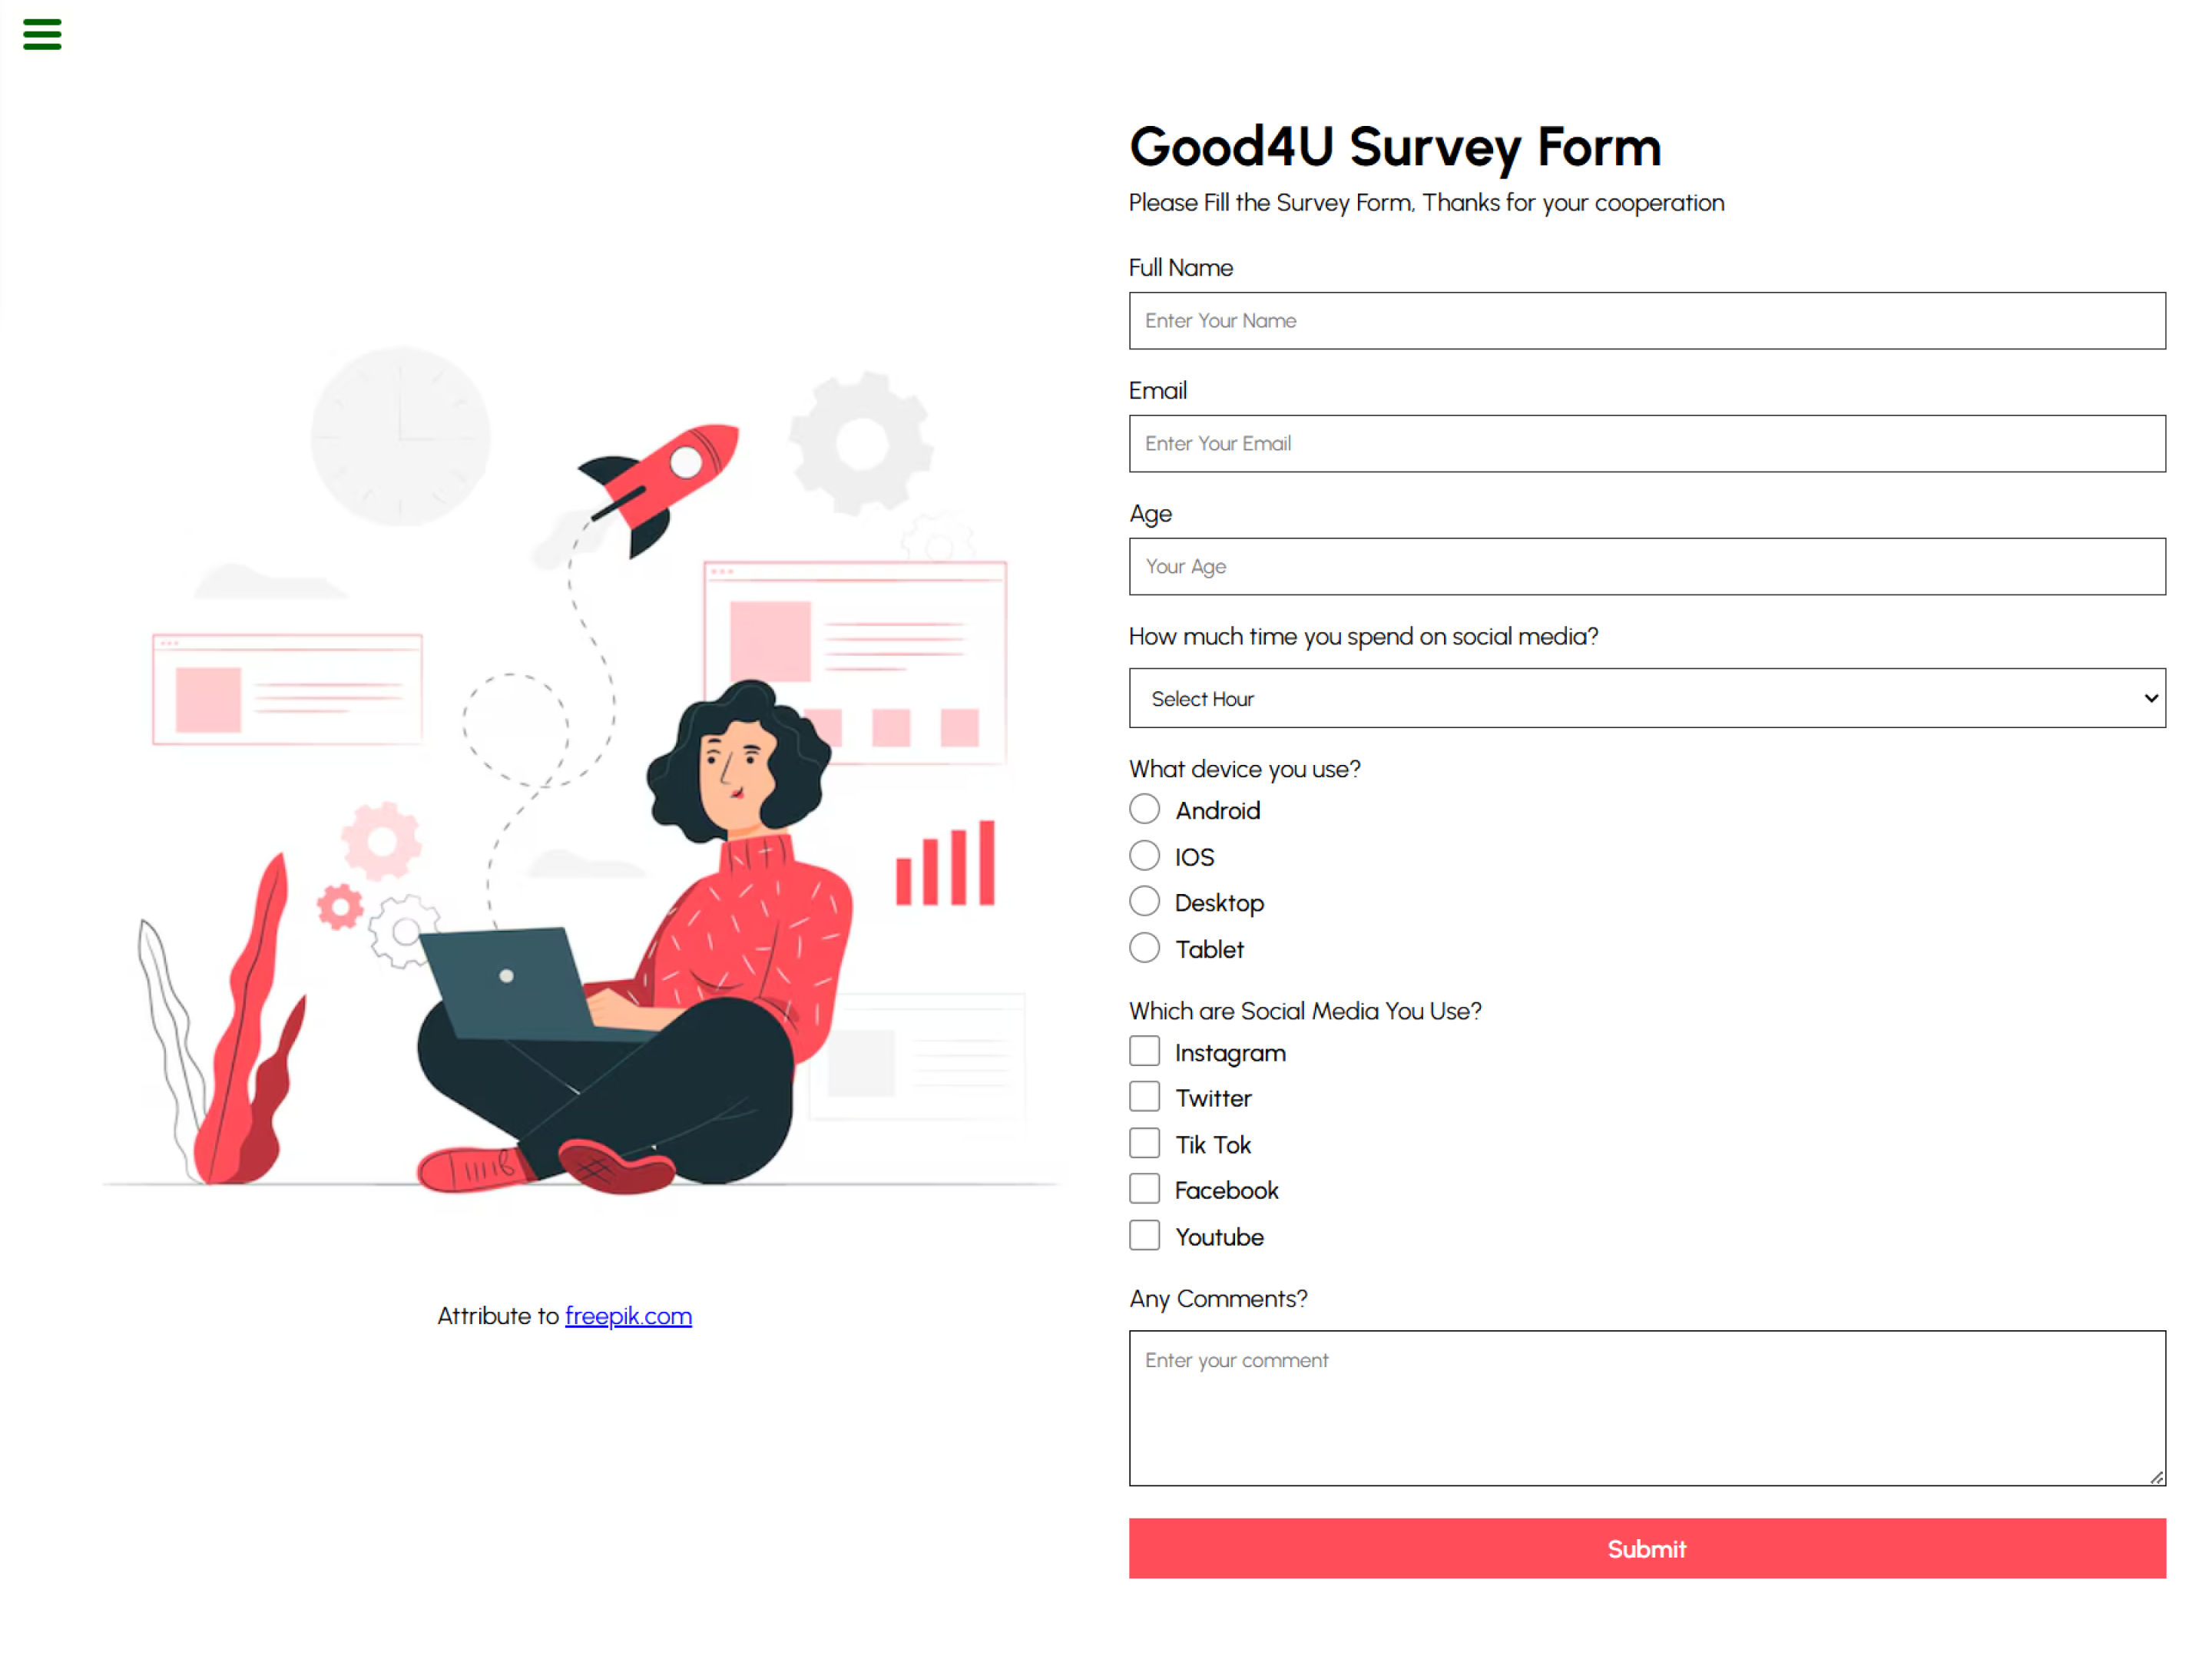 Good4U Survey Form
Please Fill the Survey Form, Thanks for your cooperation
Full Name
Enter Your Name
Email
Enter Your Email
Age
Your Age
How much time you spend on social media?
Select Hour
What device you use?
Android
IOS
Desktop
Tablet
Which are Social Media You Use?
Instagram
Twitter
Tik Tok
Facebook
Youtube
Any Comments?
Enter your comment
Submit
Attribute to freepik.com